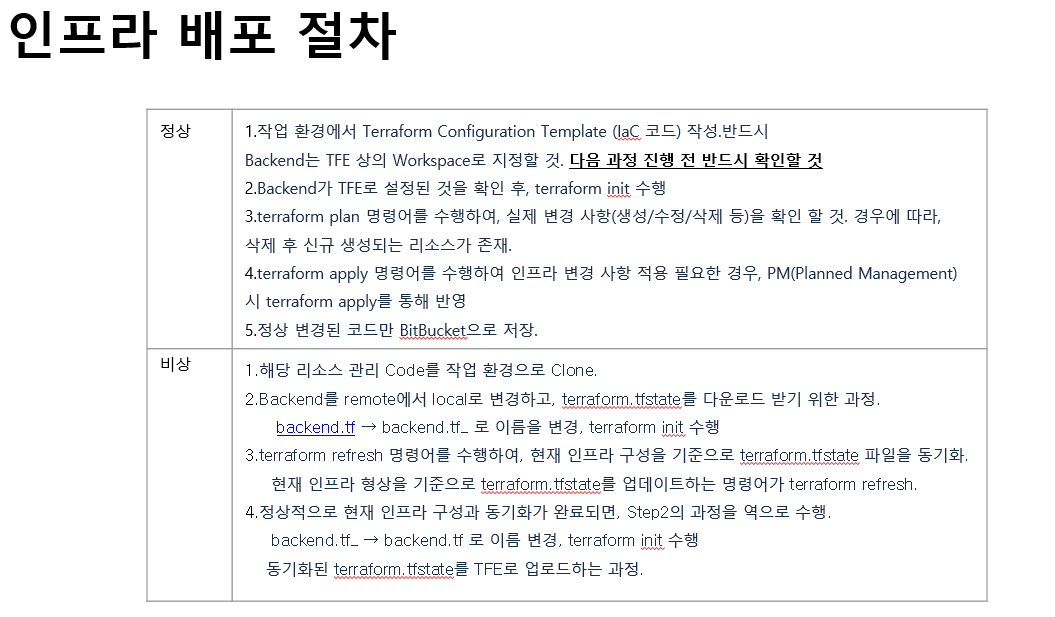 인프라 배포 절차
정상
1.작업 환경에서 Terraform Configuration Template (IaC 코드) 작성.반드시
Backend는 TFE 상의 Workspace로 지정할 것. 다음 과정 진행 전 반드시 확인할 것
2.Backend가 TFE로 설정된 것을 확인 후, terraform init 수행
3.terraform plan 명령어를 수행하여, 실제 변경 사항(생성/수정/삭제 등)을 확인 할 것. 경우에 따라,
삭제 후 신규 생성되는 리소스가 존재.
4.terraform apply 명령어를 수행하여 인프라 변경 사항 적용 필요한 경우, PM(Planned Management)
시 terraform apply를 통해 반영
5.정상 변경된 코드만 BitBucket으로 저장.
비상
1.해당 리소스 관리 Code를 작업 환경으로 Clone.
2.Backend를 remote에서 local로 변경하고, terraform.tfstate를 다운로드 받기 위한 과정.
backend.tf → backend.tf_ 로 이름을 변경, terraform init 수행
3.terraform refresh 명령어를 수행하여, 현재 인프라 구성을 기준으로 terraform.tfstate 파일을 동기화.
현재 인프라 형상을 기준으로 terraform.tfstate를 업데이트하는 명령어가 terraform refresh.
4.정상적으로 현재 인프라 구성과 동기화가 완료되면, Step2의 과정을 역으로 수행.
backend.tf_ → backend.tf 로 이름 변경, terraform init 수행
동기화된 terraform.tfstate를 TFE로 업로드하는 과정.